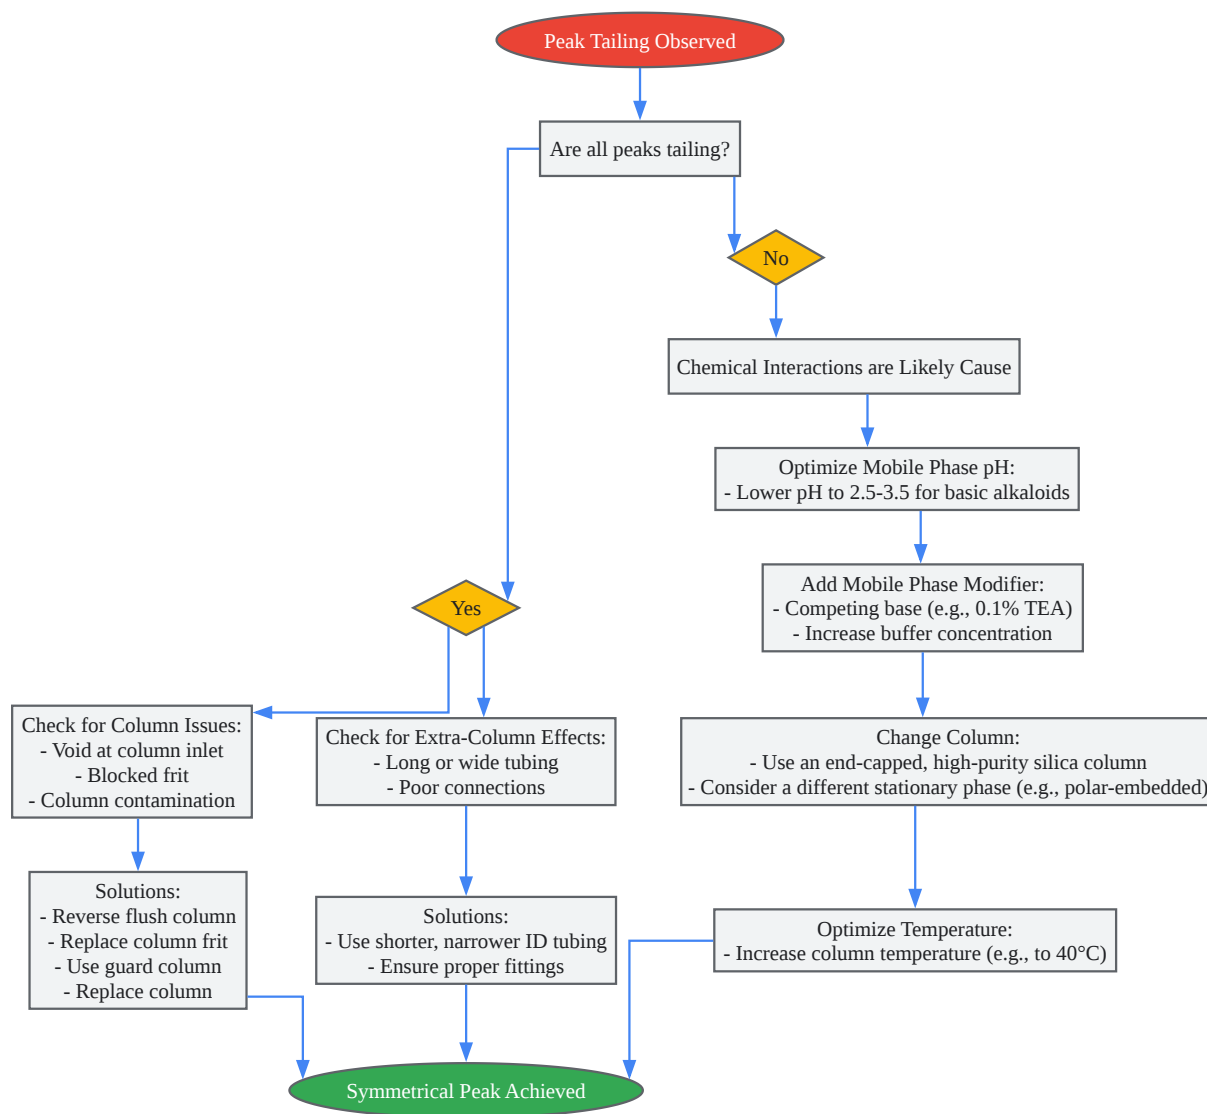 Peak Tailing Observed
Are all peaks tailing?
No
Chemical Interactions are Likely Cause
Optimize Mobile Phase pH:
- Lower pH to 2.5-3.5 for basic alkaloids
Add Mobile Phase Modifier:
- Competing base (e.g., 0.1% TEA)
- Increase buffer concentration
Yes
Check for Column Issues:
- Void at column inlet
- Blocked frit
- Column contamination
Check for Extra-Column Effects:
- Long or wide tubing
- Poor connections
Change Column:
- Use an end-capped, high-purity silica column
- Consider a different stationary phase (e.g., polar-embedded)
Solutions:
- Reverse flush column
- Replace column frit
- Use guard column
- Replace column
Solutions:
- Use shorter, narrower ID tubing
- Ensure proper fittings
Optimize Temperature:
- Increase column temperature (e.g., to 40°C)
Symmetrical Peak Achieved